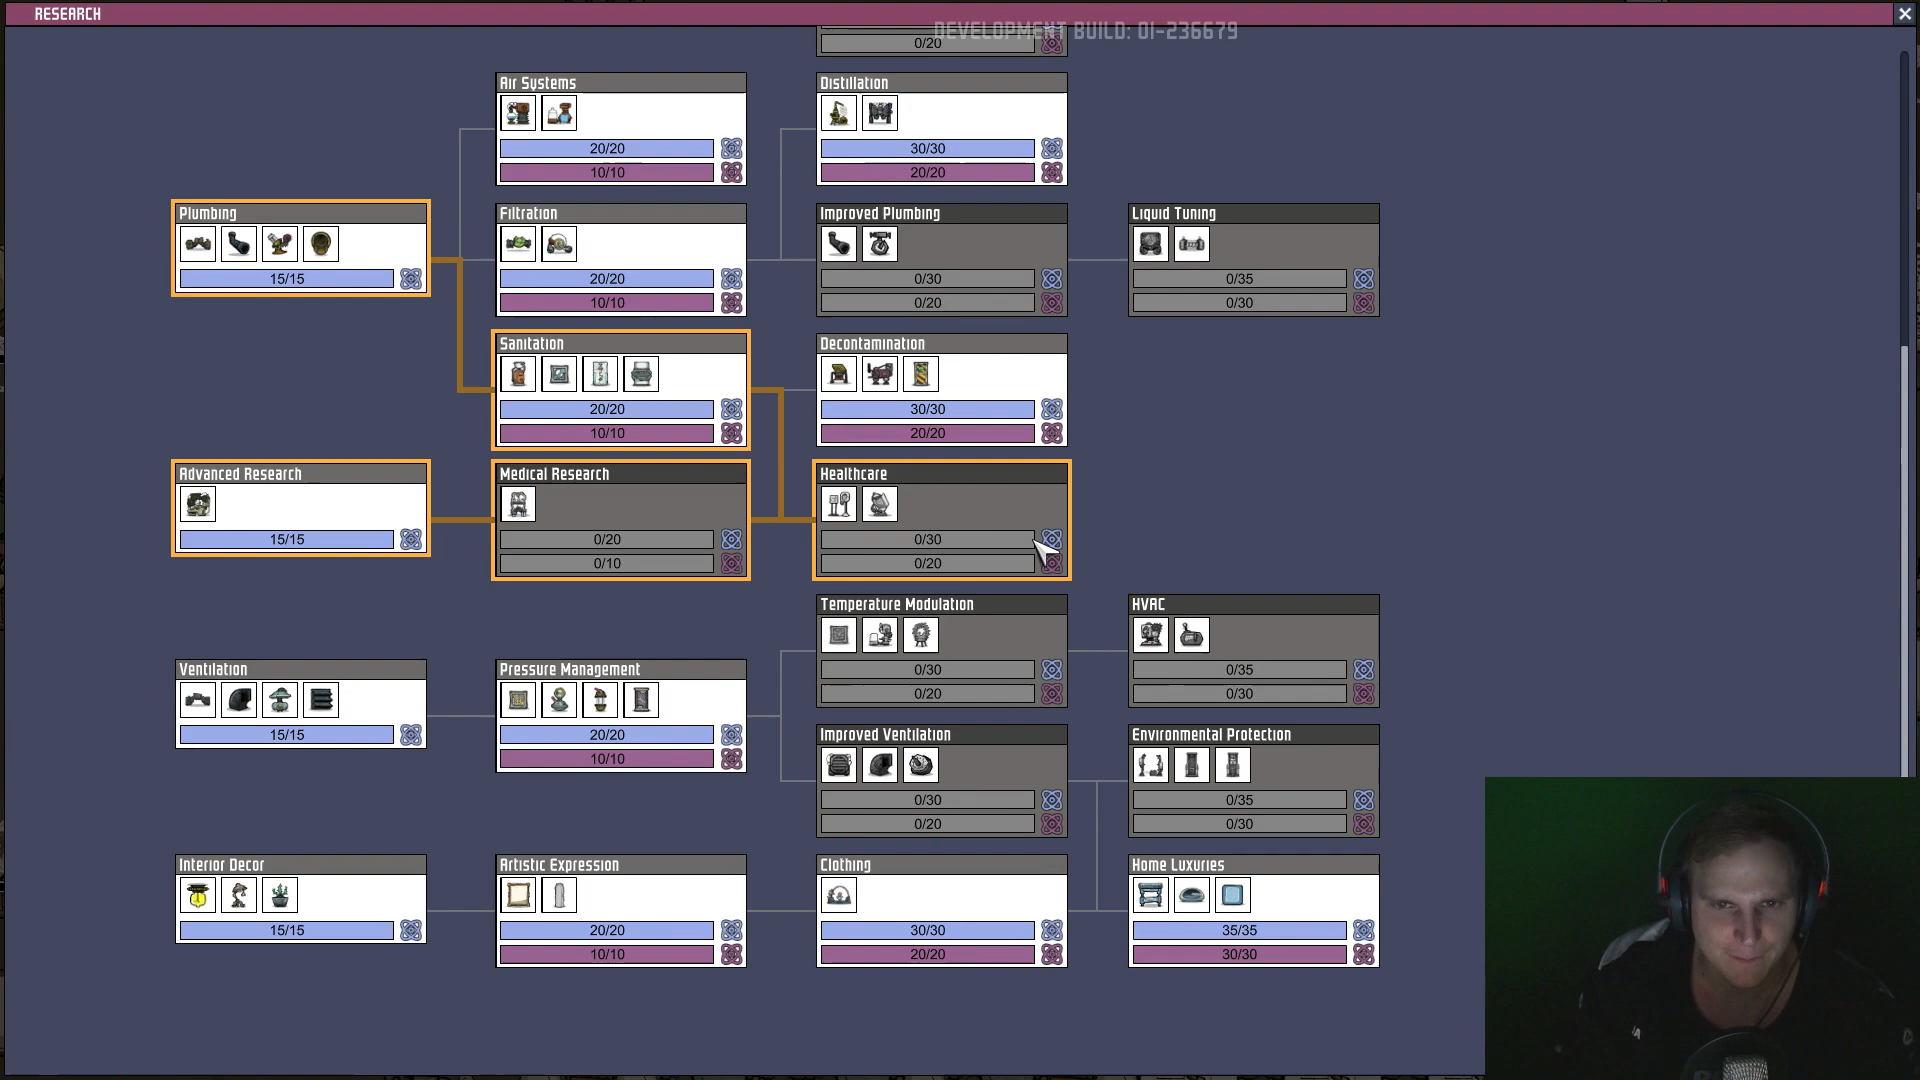 RESEARCH
DEVELOPMENT BUILD: 01-236679
0/20
Air Systems
20/20
10/10
Distillation
30/30
20/20
Plumbing
15/15
Filtration
20/20
10/10
Improved Plumbing
0/30
0/20
Liquid Tuning
0/35
0/30
Sanitation
20/20
10/10
Decontamination
30/30
20/20
Advanced Research
15/15
Medical Research
0/20
0/10
Healthcare
0/30
0/20
Temperature Modulation
0/30
0/20
HVAC
0/35
0/30
Ventilation
15/15
Pressure Management
20/20
10/10
Improved Ventilation
0/30
0/20
Environmental Protection
0/35
0/30
Interior Decor
15/15
Artistic Expression
20/20
10/10
Clothing
30/30
20/20
Home Luxuries
35/35
30/30